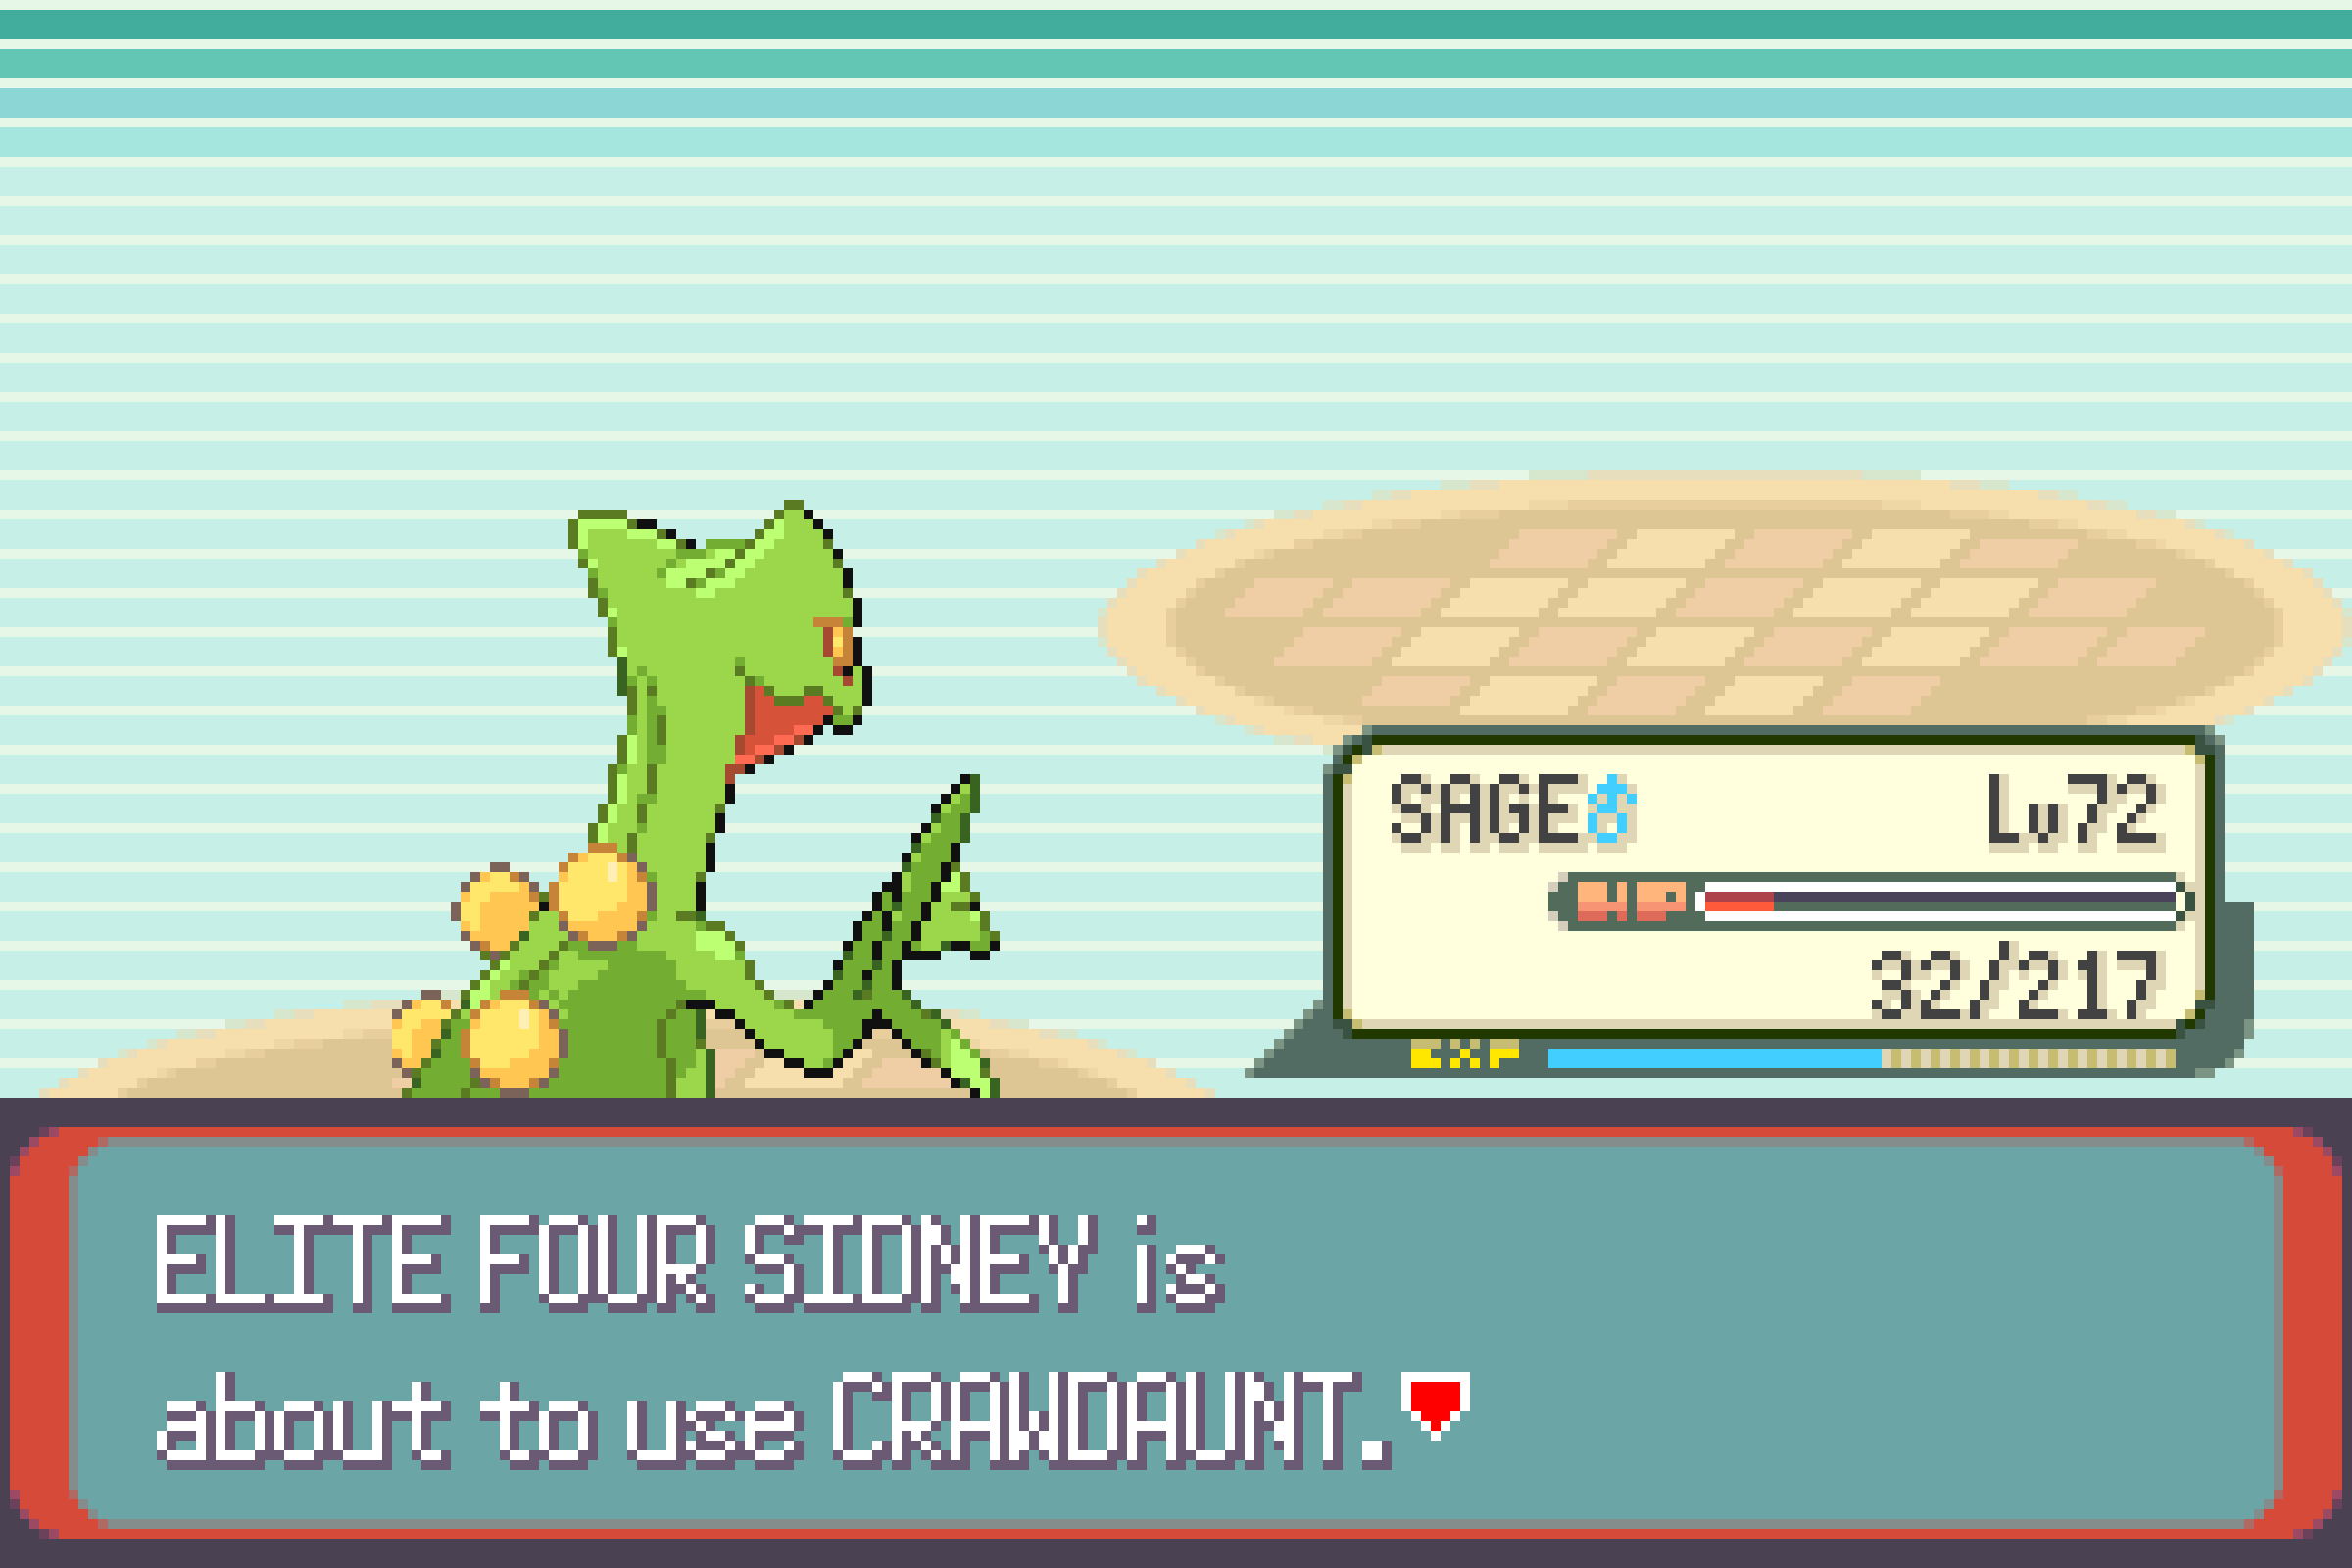 SAGE♂ Lv72
HP
32/217
EXP
ELITE FOUR SIDNEY is
about to use CRAWDAUNT.